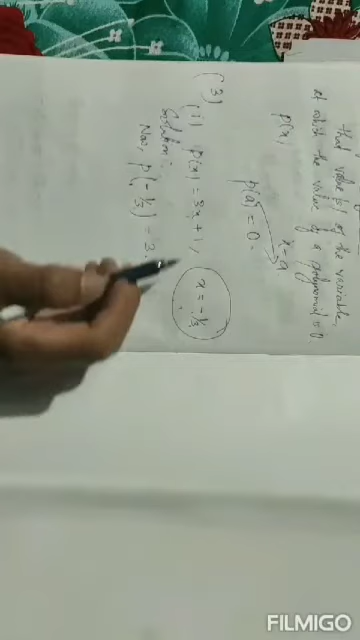 that value(s) of the variable,
at which the value of a polynomial is 0
p(x)
x = a
p(a) = 0.
(3)
(i) p(x) = 3x + 1, x = -1/3
Solution:-
Now, p(-1/3) = 3.
FILMIGO